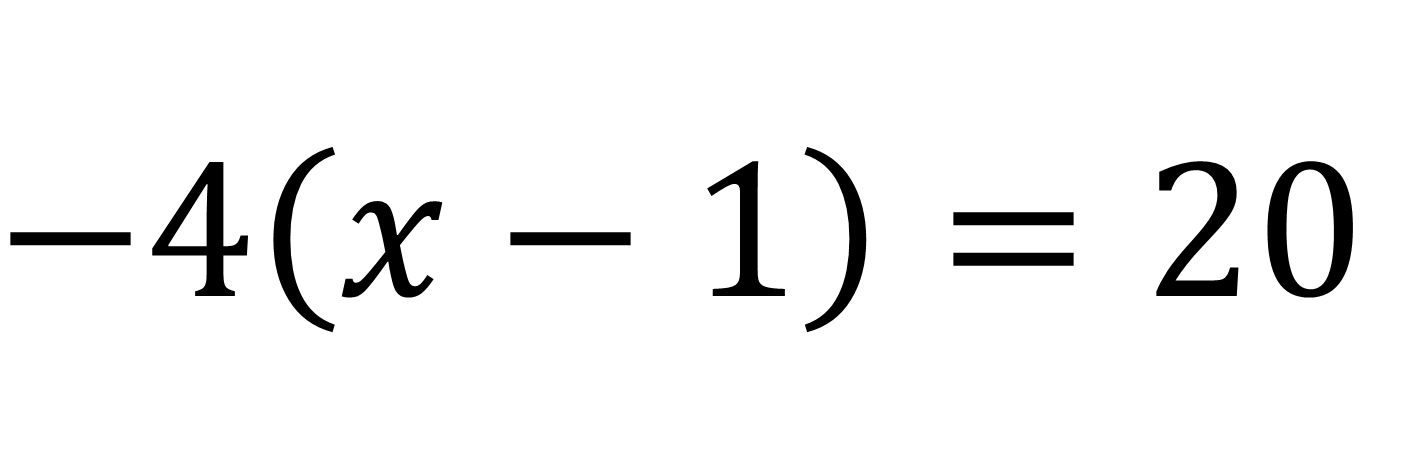 −4(x − 1) = 20